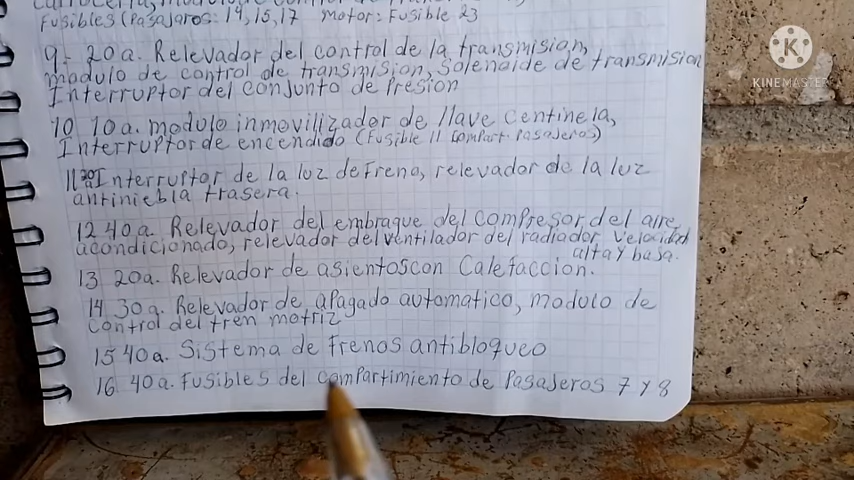 Fusibles (Pasajeros: 14, 15, 17 Motor: Fusible 23
9- 20a. Relevador del control de la transmision,
modulo de control de transmision, Solenoide de transmision
Interruptor del conjunto de Presion
10 10a. modulo inmovilizador de llave Centinela,
Interruptor de encendido (Fusible 11 Compart. Pasajeros)
11 20a Interruptor de la luz de Freno, relevador de la luz
antiniebla trasera.
12 40a. Relevador del embrague del Compresor del aire
acondicionado, relevador del ventilador del radiador velocidad
alta y baja.
13 20a. Relevador de asientos con Calefaccion.
14 30a. Relevador de apagado automatico, modulo de
Control del tren motriz
15 40a. Sistema de Frenos antibloqueo
16 40a. Fusibles del compartimiento de Pasajeros 7 y 8
KINEMASTER